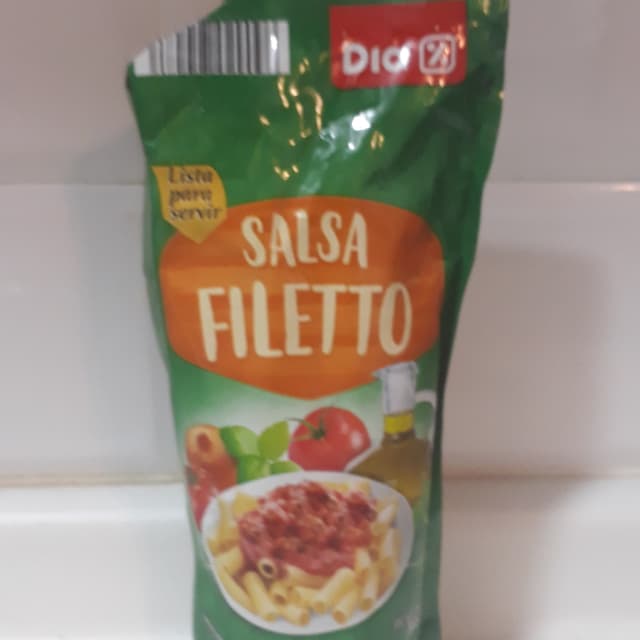 Dia %
Lista
para
servir
SALSA
FILETTO